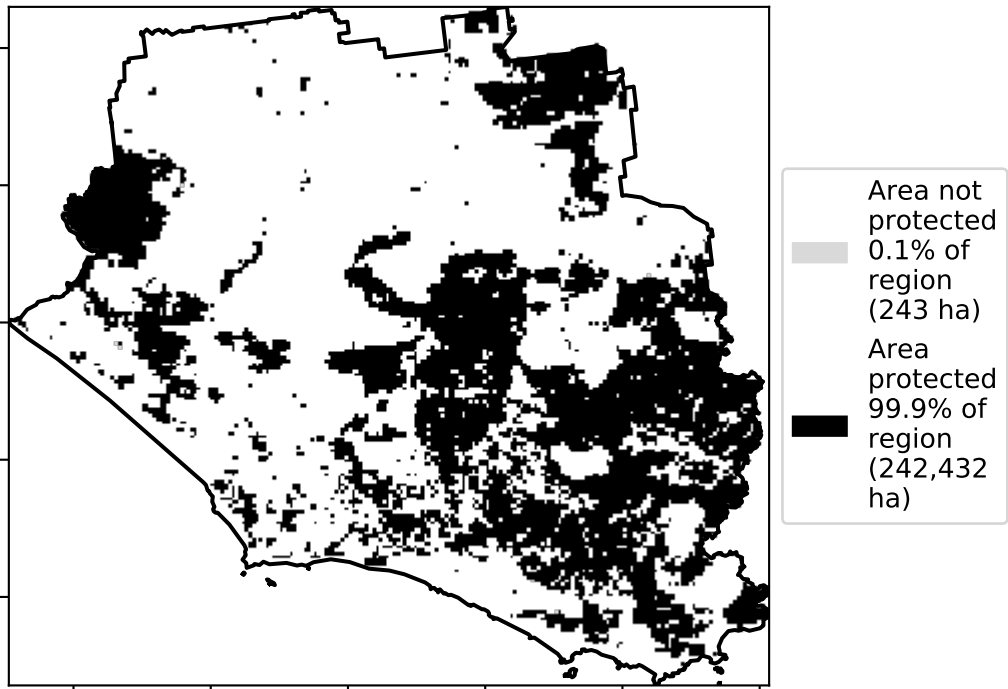 Area not
protected
0.1% of
region
(243 ha)
Area
protected
99.9% of
region
(242,432
ha)